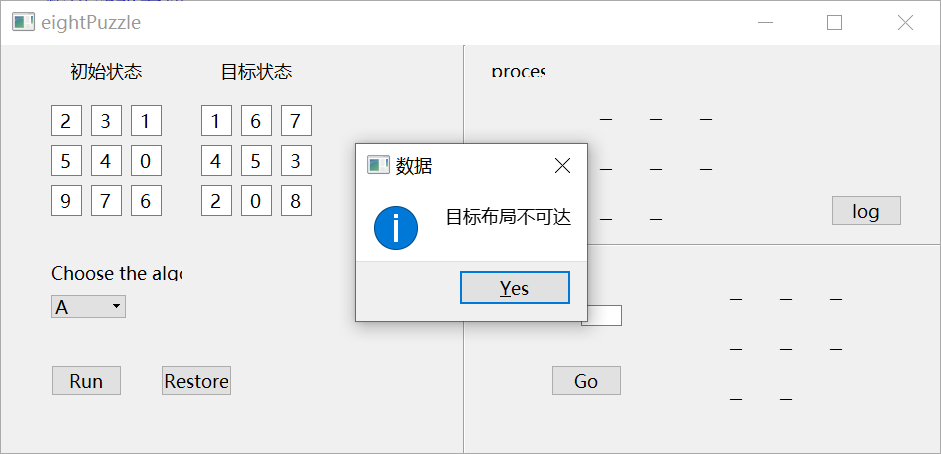 eightPuzzle
初始状态 目标状态
2 3 1 1 6 7
5 4 0 4 5 3
9 7 6 2 0 8
Choose the algo
A
Run Restore
proces
_ _ _
_ _ _
_ _
log
数据
目标布局不可达
Yes
_ _ _
_ _ _
_ _
Go